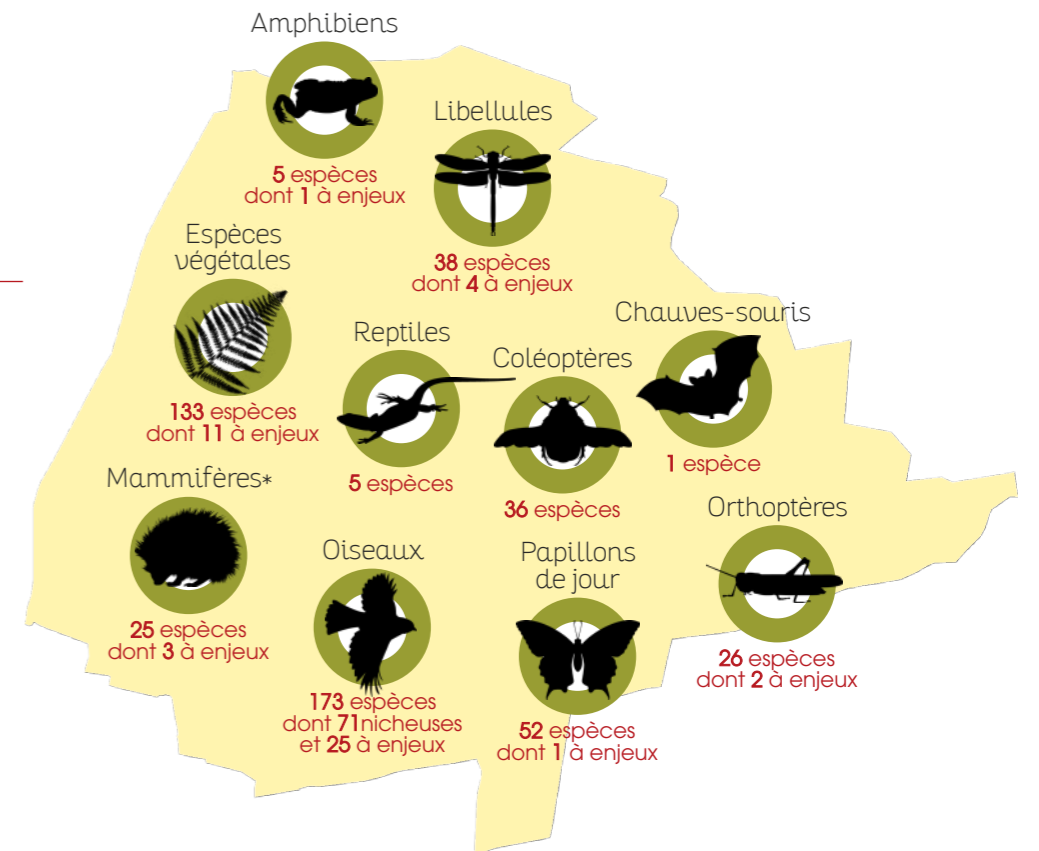 Amphibiens
5 espèces
dont 1 à enjeux
Libellules
38 espèces
dont 4 à enjeux
Espèces
végétales
133 espèces
dont 11 à enjeux
Reptiles
5 espèces
Coléoptères
36 espèces
Chauves-souris
1 espèce
Mammifères*
25 espèces
dont 3 à enjeux
Oiseaux
173 espèces
dont 71nicheuses
et 25 à enjeux
Papillons
de jour
52 espèces
dont 1 à enjeux
Orthoptères
26 espèces
dont 2 à enjeux